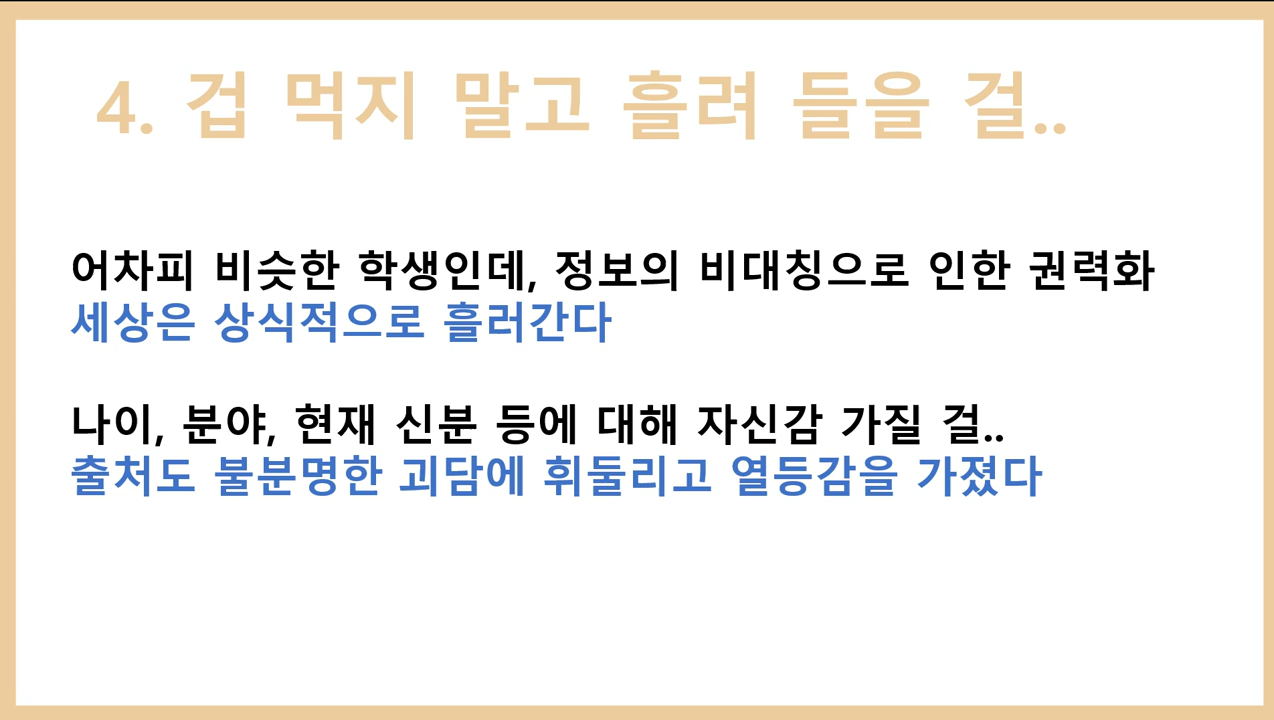 4. 겁 먹지 말고 흘려 들을 걸..
어차피 비슷한 학생인데, 정보의 비대칭으로 인한 권력화
세상은 상식적으로 흘러간다
나이, 분야, 현재 신분 등에 대해 자신감 가질 걸..
출처도 불분명한 괴담에 휘둘리고 열등감을 가졌다